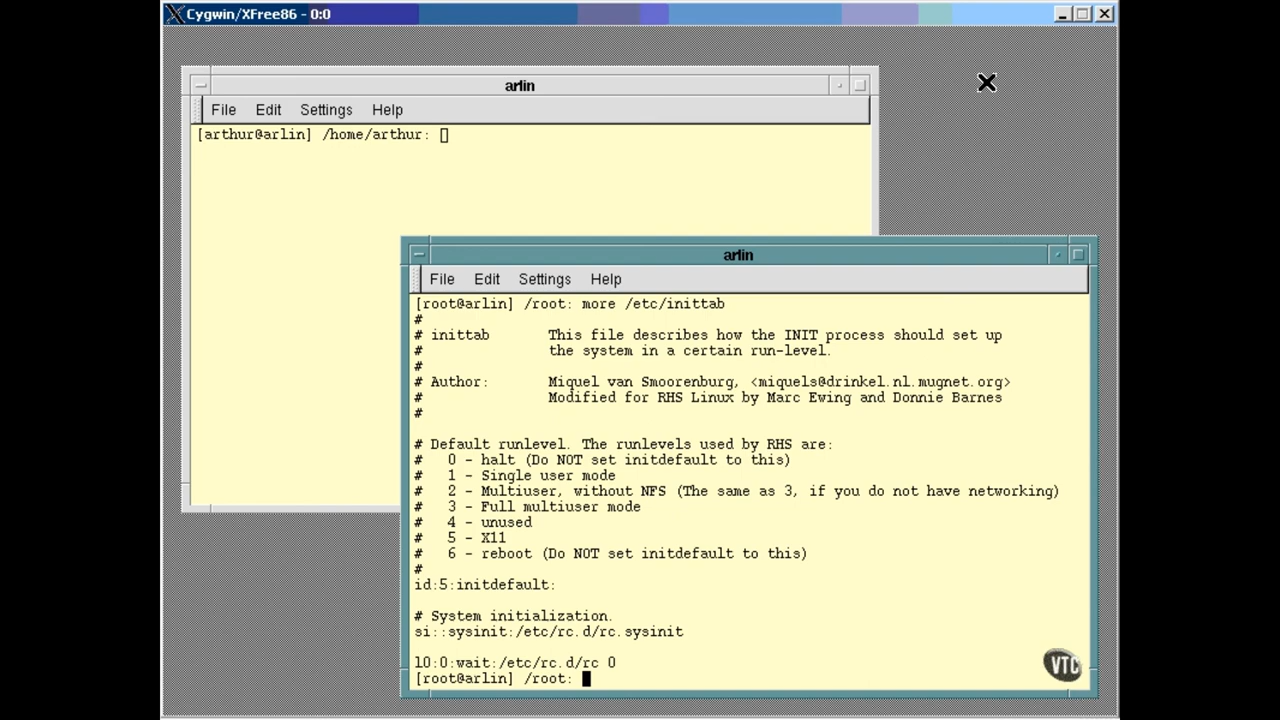 Cygwin/XFree86 - 0:0
arlin
File Edit Settings Help
[arthur@arlin] /home/arthur:
arlin
File Edit Settings Help
[root@arlin] /root: more /etc/inittab
#
# inittab       This file describes how the INIT process should set up
#               the system in a certain run-level.
#
# Author:       Miquel van Smoorenburg, <miquels@drinkel.nl.mugnet.org>
#               Modified for RHS Linux by Marc Ewing and Donnie Barnes
#
# Default runlevel. The runlevels used by RHS are:
#   0 - halt (Do NOT set initdefault to this)
#   1 - Single user mode
#   2 - Multiuser, without NFS (The same as 3, if you do not have networking)
#   3 - Full multiuser mode
#   4 - unused
#   5 - X11
#   6 - reboot (Do NOT set initdefault to this)
#
id:5:initdefault:
# System initialization.
si::sysinit:/etc/rc.d/rc.sysinit
l0:0:wait:/etc/rc.d/rc 0
[root@arlin] /root:
VTC